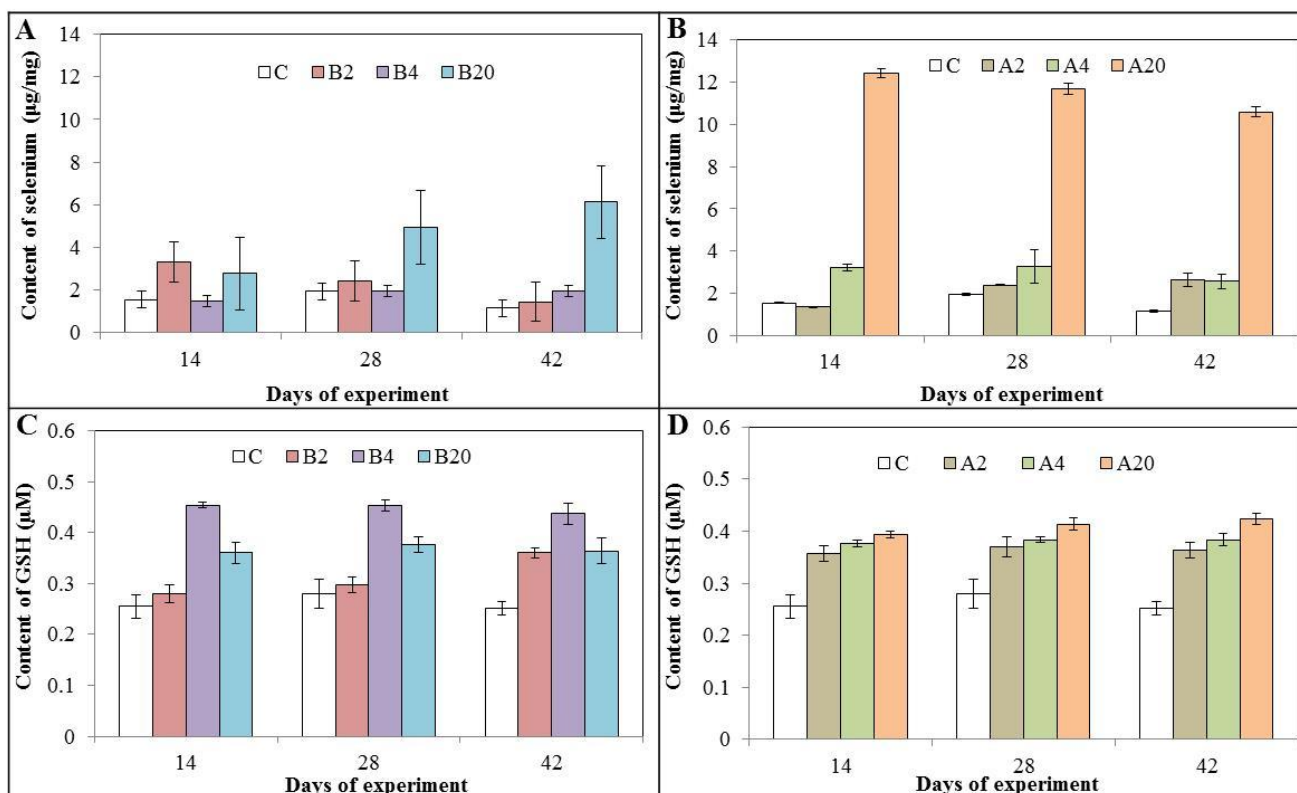 A
Content of selenium (µg/mg)
14
12
10
8
6
4
2
0
C B2 B4 B20
14 28 42
Days of experiment
B
Content of selenium (µg/mg)
14
12
10
8
6
4
2
0
C A2 A4 A20
14 28 42
Days of experiment
C
Content of GSH (µM)
0.6
0.5
0.4
0.3
0.2
0.1
0
C B2 B4 B20
14 28 42
Days of experiment
D
Content of GSH (µM)
0.6
0.5
0.4
0.3
0.2
0.1
0
C A2 A4 A20
14 28 42
Days of experiment